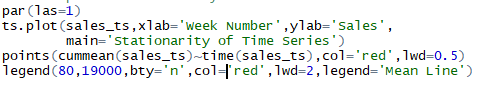 par(las=1)
ts.plot(sales_ts,xlab='Week Number',ylab='Sales',
main='Stationarity of Time Series')
points(cummean(sales_ts)~time(sales_ts),col='red',lwd=0.5)
legend(80,19000,bty='n',col='red',lwd=2,legend='Mean Line')